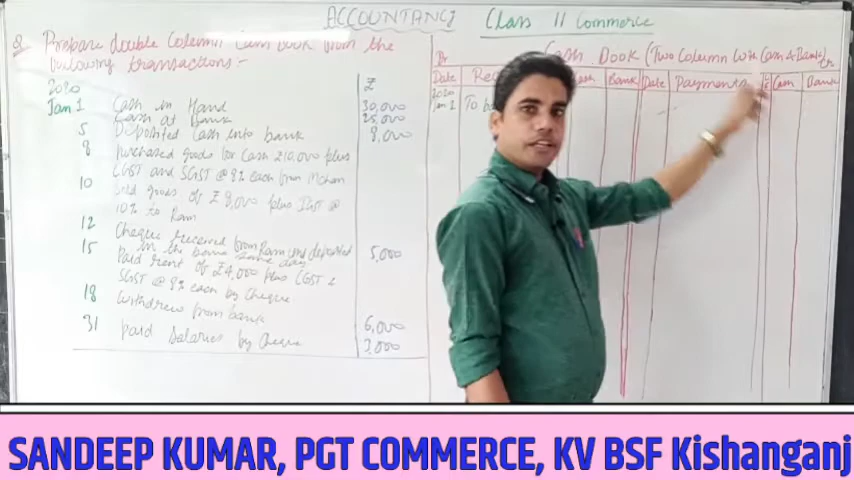 ACCOUNTANCY Class 11 Commerce
Q Prepare double Column Cash book from the
following transactions:-
2020 ₹
Jan 1 Cash in Hand 30,000
Cash at Bank 25,000
5 Deposited Cash into bank 8,000
8 Purchased goods for Cash ₹10,000 plus
CGST and SGST @ 9% each from Mohan
10 Sold goods of ₹ 9,000 plus IGST @
10% to Ram
12 Cheque received from Ram and deposited
in the bank same day 5,000
15 Paid rent of ₹4,000 plus CGST &
SGST @ 9% each by Cheque
18 Withdrew from bank 6,000
31 Paid Salaries by Cheque 3,000
Cash Book (Two Column with Cash & Bank)
Dr Cr
Date Cash Bank Date Payments Cash Bank
2020
Jan 1 To
SANDEEP KUMAR, PGT COMMERCE, KV BSF Kishanganj